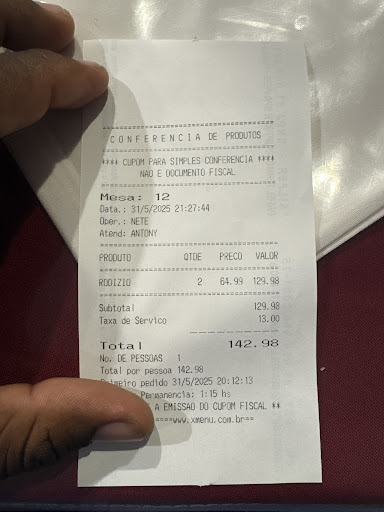 CONFERENCIA DE PRODUTOS
**** CUPOM PARA SIMPLES CONFERENCIA ****
NAO E DOCUMENTO FISCAL
Mesa: 12
Data.: 31/5/2025 21:27:44
Oper.: NETE
Atend: ANTONY
PRODUTO QTDE PRECO VALOR
RODIZIO 2 64.99 129.98
Subtotal 129.98
Taxa de Servico 13.00
Total 142.98
No. DE PESSOAS 1
Total por pessoa 142.98
rimeiro pedido 31/5/2025 20:12:13
Permanencia: 1:15 hs
A EMISSAO DO CUPOM FISCAL **
====www.xmenu.com.br==